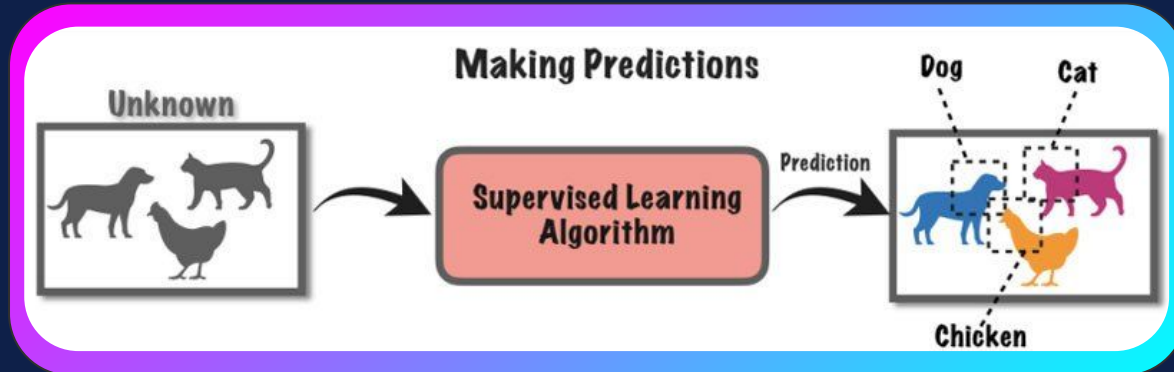 Making Predictions
Unknown
Supervised Learning
Algorithm
Prediction
Dog
Cat
Chicken